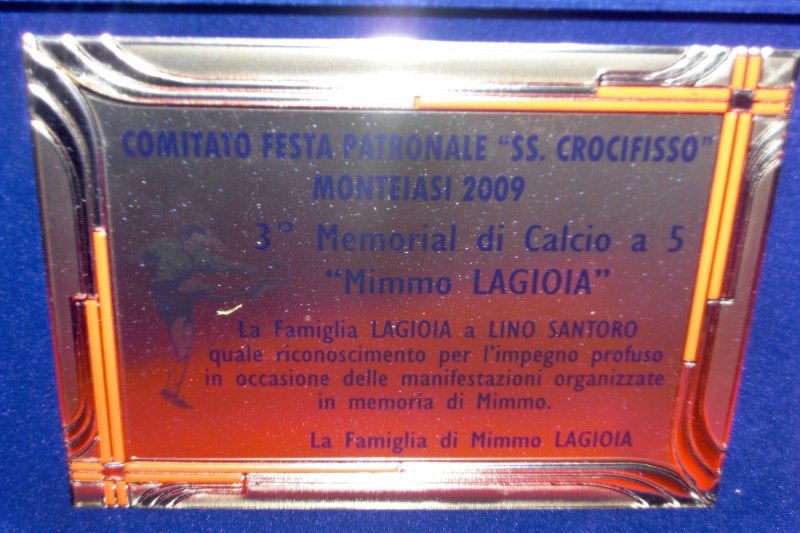 COMITATO FESTA PATRONALE "SS. CROCIFISSO"
MONTEIASI 2009
3° Memorial di Calcio a 5
"Mimmo LAGIOIA"
La Famiglia LAGIOIA a LINO SANTORO
quale riconoscimento per l'impegno profuso
in occasione delle manifestazioni organizzate
in memoria di Mimmo.
La Famiglia di Mimmo LAGIOIA